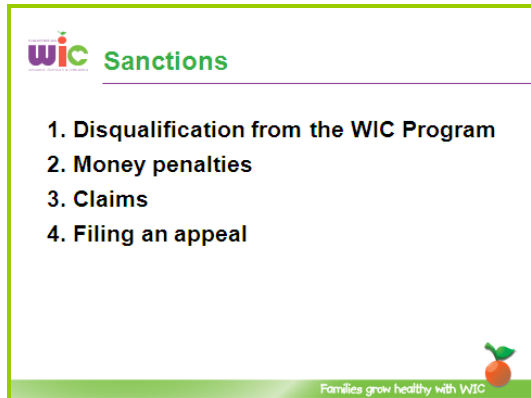 wic
Sanctions
1. Disqualification from the WIC Program
2. Money penalties
3. Claims
4. Filing an appeal
Families grow healthy with WIC